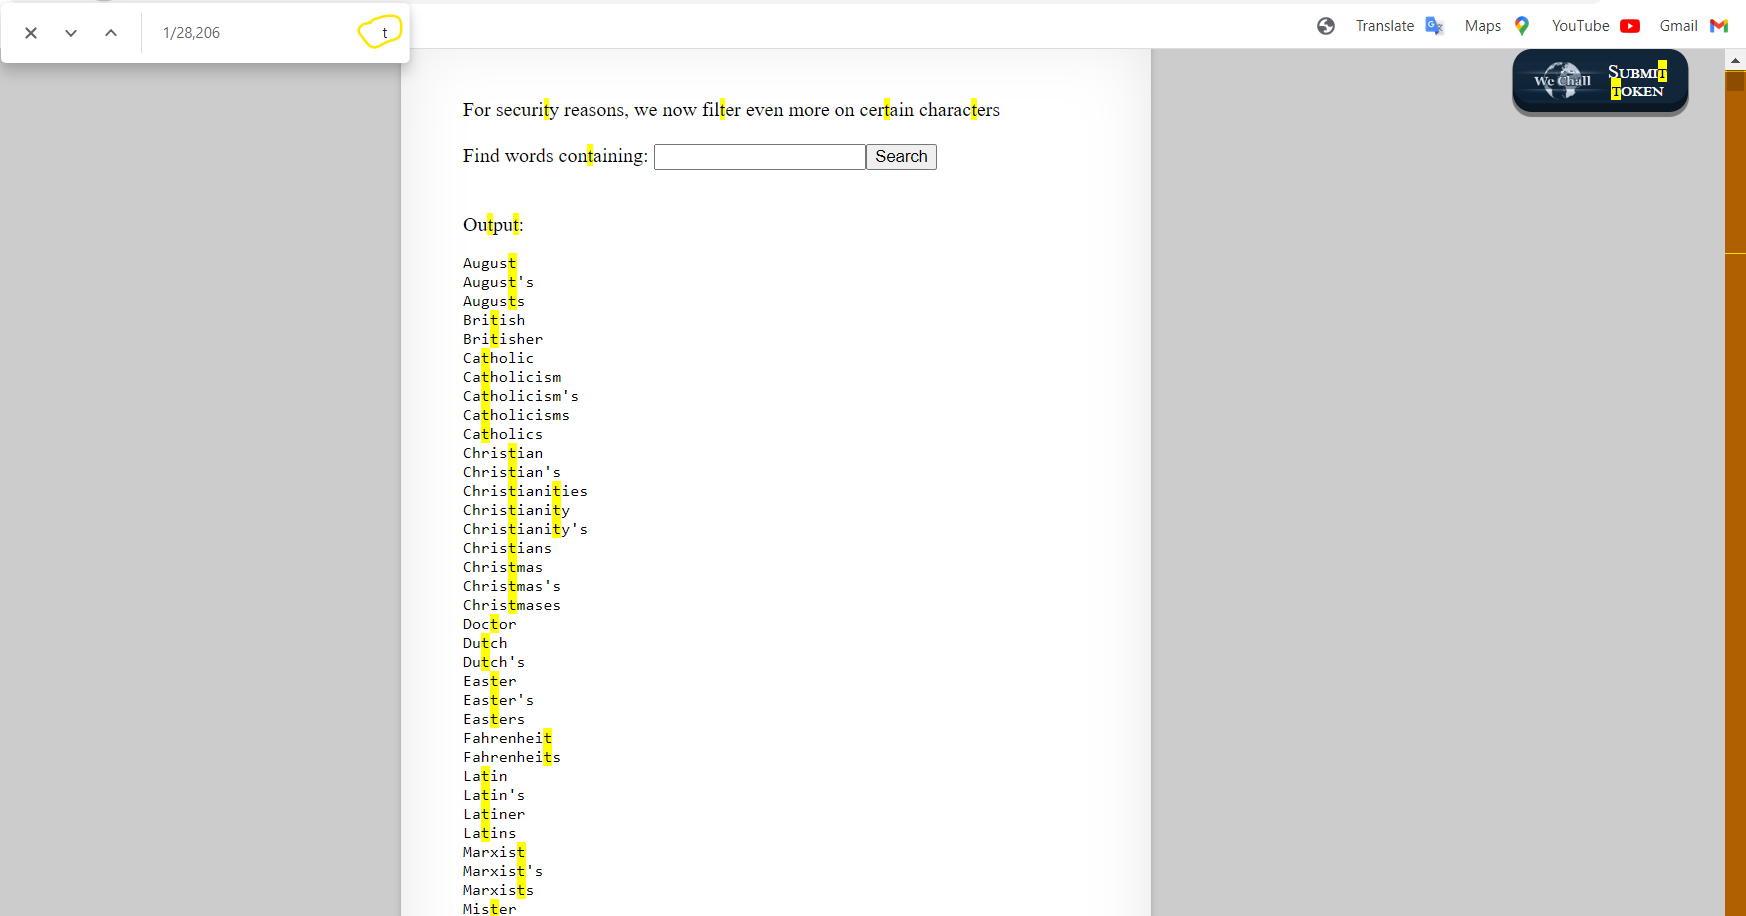 1/28,206 t
Translate Maps YouTube Gmail
We Chall SUBMIT TOKEN
For security reasons, we now filter even more on certain characters
Find words containing: Search
Output:
August
August's
Augusts
British
Britisher
Catholic
Catholicism
Catholicism's
Catholicisms
Catholics
Christian
Christian's
Christianities
Christianity
Christianity's
Christians
Christmas
Christmas's
Christmases
Doctor
Dutch
Dutch's
Easter
Easter's
Easters
Fahrenheit
Fahrenheits
Latin
Latin's
Latiner
Latins
Marxist
Marxist's
Marxists
Mister